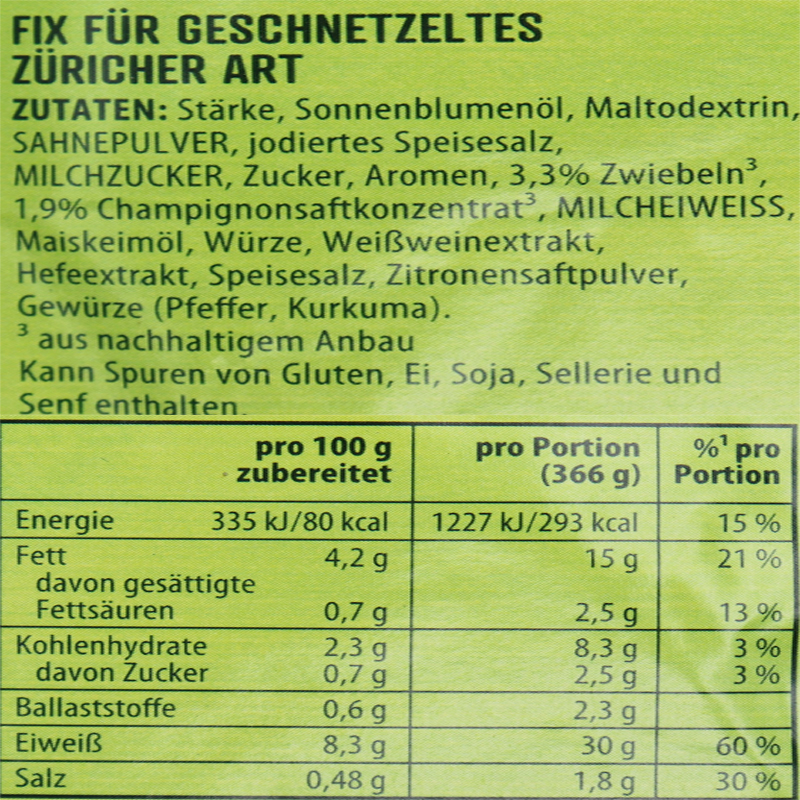 FIX FÜR GESCHNETZELTES
ZÜRICHER ART
ZUTATEN: Stärke, Sonnenblumenöl, Maltodextrin,
SAHNEPULVER, jodiertes Speisesalz,
MILCHZUCKER, Zucker, Aromen, 3,3% Zwiebeln³,
1,9% Champignonsaftkonzentrat³, MILCHEIWEISS,
Maiskeimöl, Würze, Weißweinextrakt,
Hefeextrakt, Speisesalz, Zitronensaftpulver,
Gewürze (Pfeffer, Kurkuma).
³ aus nachhaltigem Anbau
Kann Spuren von Gluten, Ei, Soja, Sellerie und
Senf enthalten.
pro 100 g pro Portion %¹ pro
zubereitet (366 g) Portion
Energie 335 kJ/80 kcal 1227 kJ/293 kcal 15 %
Fett 4,2 g 15 g 21 %
davon gesättigte
Fettsäuren 0,7 g 2,5 g 13 %
Kohlenhydrate 2,3 g 8,3 g 3 %
davon Zucker 0,7 g 2,5 g 3 %
Ballaststoffe 0,6 g 2,3 g
Eiweiß 8,3 g 30 g 60 %
Salz 0,48 g 1,8 g 30 %